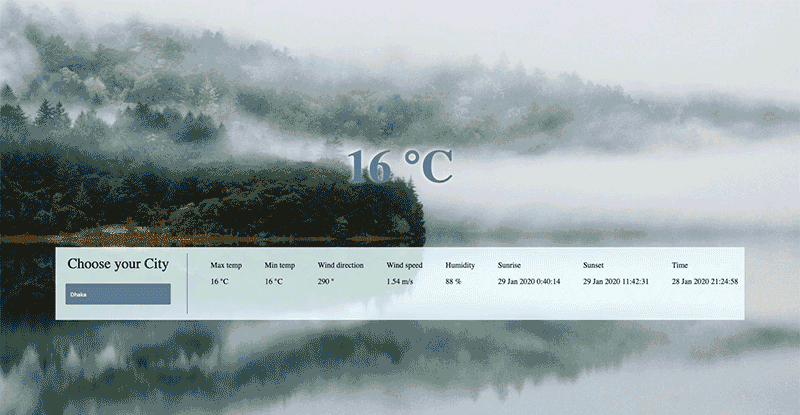 16 °C
Choose your City
Dhaka
Max temp Min temp Wind direction Wind speed Humidity Sunrise Sunset Time
16 °C 16 °C 290 ° 1.54 m/s 88 % 29 Jan 2020 0:40:14 29 Jan 2020 11:42:31 28 Jan 2020 21:24:58